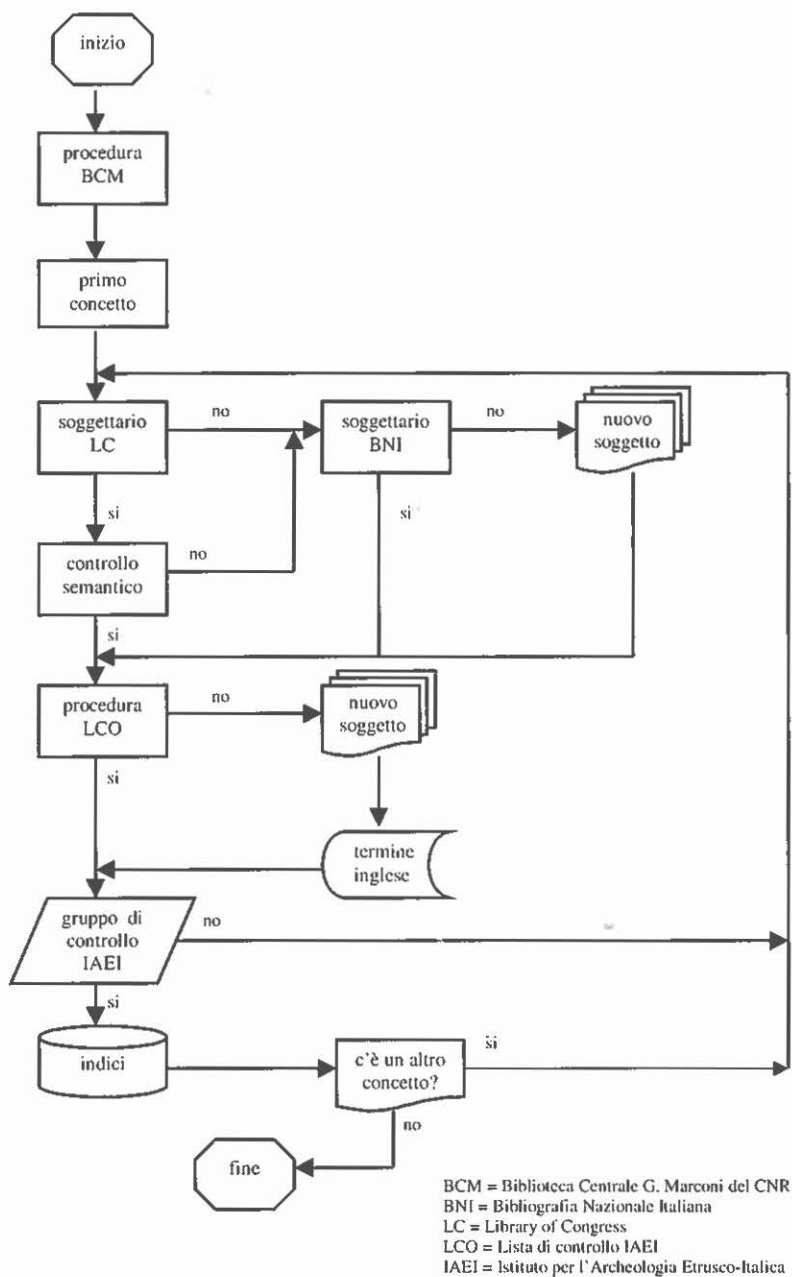 inizio
procedura
BCM
primo
concetto
soggettario
LC
no
soggettario
BNI
no
nuovo
soggetto
si
si
controllo
semantico
no
si
procedura
LCO
no
nuovo
soggetto
si
termine
inglese
gruppo di
controllo
IAEI
no
si
indici
c'è un altro
concetto?
si
no
fine
BCM = Biblioteca Centrale G. Marconi del CNR
BNI = Bibliografia Nazionale Italiana
LC = Library of Congress
LCO = Lista di controllo IAEI
IAEI = Istituto per l'Archeologia Etrusco-Italica